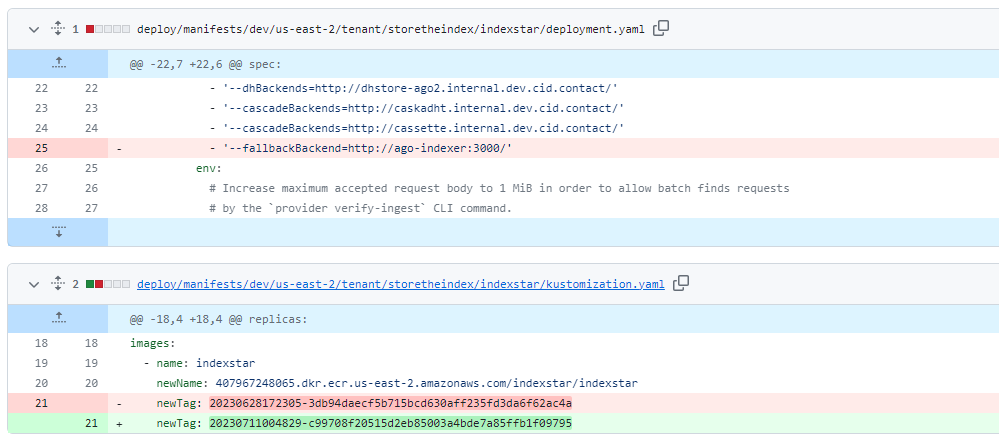 1 deploy/manifests/dev/us-east-2/tenant/storetheindex/indexstar/deployment.yaml
@@ -22,7 +22,6 @@ spec:
22 22 - '--dhBackends=http://dhstore-ago2.internal.dev.cid.contact/'
23 23 - '--cascadeBackends=http://caskadht.internal.dev.cid.contact/'
24 24 - '--cascadeBackends=http://cassette.internal.dev.cid.contact/'
25 - - '--fallbackBackend=http://ago-indexer:3000/'
26 25 env:
27 26 # Increase maximum accepted request body to 1 MiB in order to allow batch finds requests
28 27 # by the `provider verify-ingest` CLI command.
2 deploy/manifests/dev/us-east-2/tenant/storetheindex/indexstar/kustomization.yaml
@@ -18,4 +18,4 @@ replicas:
18 18 images:
19 19 - name: indexstar
20 20 newName: 407967248065.dkr.ecr.us-east-2.amazonaws.com/indexstar/indexstar
21 - newTag: 20230628172305-3db94daecf5b715bcd630aff235fd3da6f62ac4a
21 + newTag: 20230711004829-c99708f20515d2eb85003a4bde7a85ffb1f09795